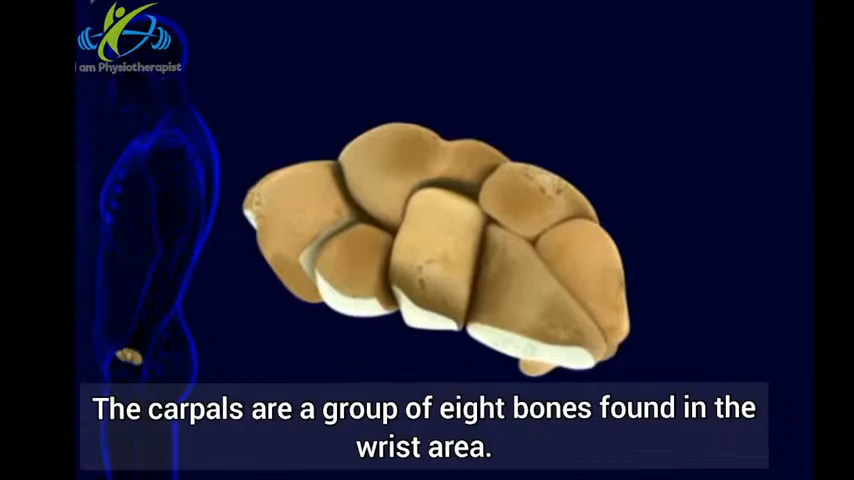 I am Physiotherapist
The carpals are a group of eight bones found in the
wrist area.